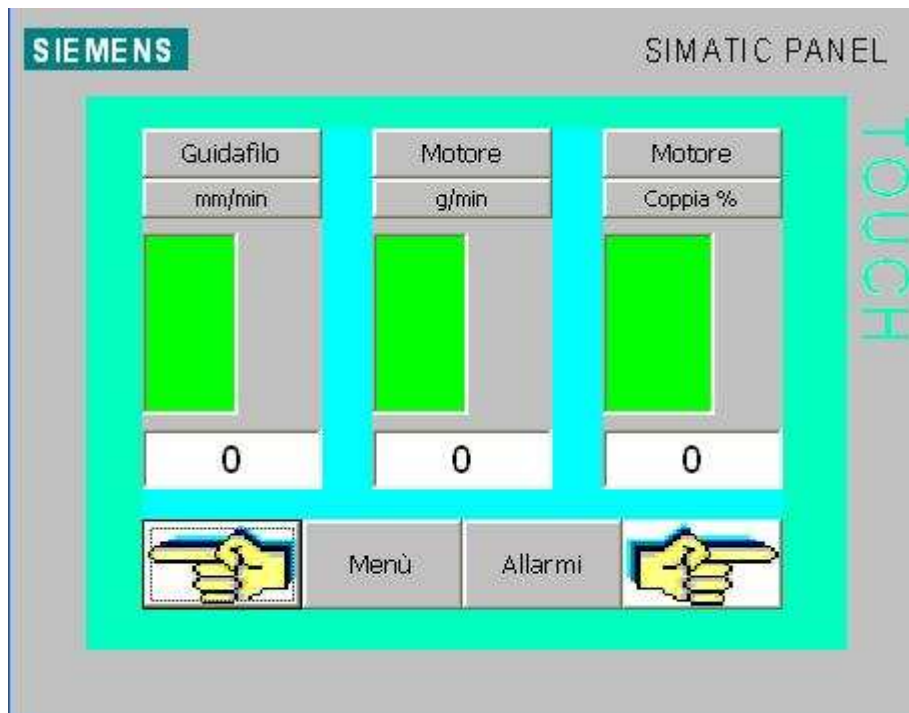 SIEMENS
SIMATIC PANEL
TOUCH
Guidafilo
Motore
Motore
mm/min
g/min
Coppia %
0
0
0
Menù
Allarmi